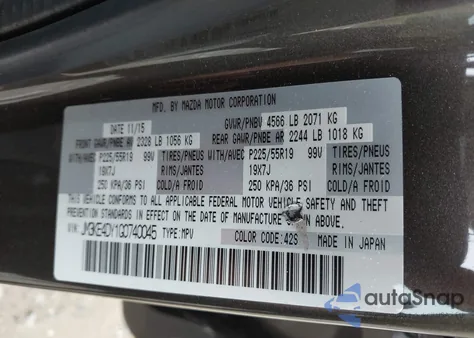 MFD. BY MAZDA MOTOR CORPORATION
DATE 11/15 GVWR/PNBV 4566 LB 2071 KG
FRONT GAWR/PNBE AV 2328 LB 1056 KG REAR GAWR/PNBE AR 2244 LB 1018 KG
WITH/AVEC P225/55R19 99V TIRES/PNEUS WITH/AVEC P225/55R19 99V TIRES/PNEUS
19X7J RIMS/JANTES 19X7J RIMS/JANTES
250 KPA/36 PSI COLD/A FROID 250 KPA/36 PSI COLD/A FROID
THIS VEHICLE CONFORMS TO ALL APPLICABLE FEDERAL MOTOR VEHICLE SAFETY AND THEFT
PREVENTION STANDARDS IN EFFECT ON THE DATE OF MANUFACTURE SHOWN ABOVE.
VIN: JM3KE4DY1G0740045 TYPE: MPV
COLOR CODE: 42S MADE IN JAPAN
autoSnap